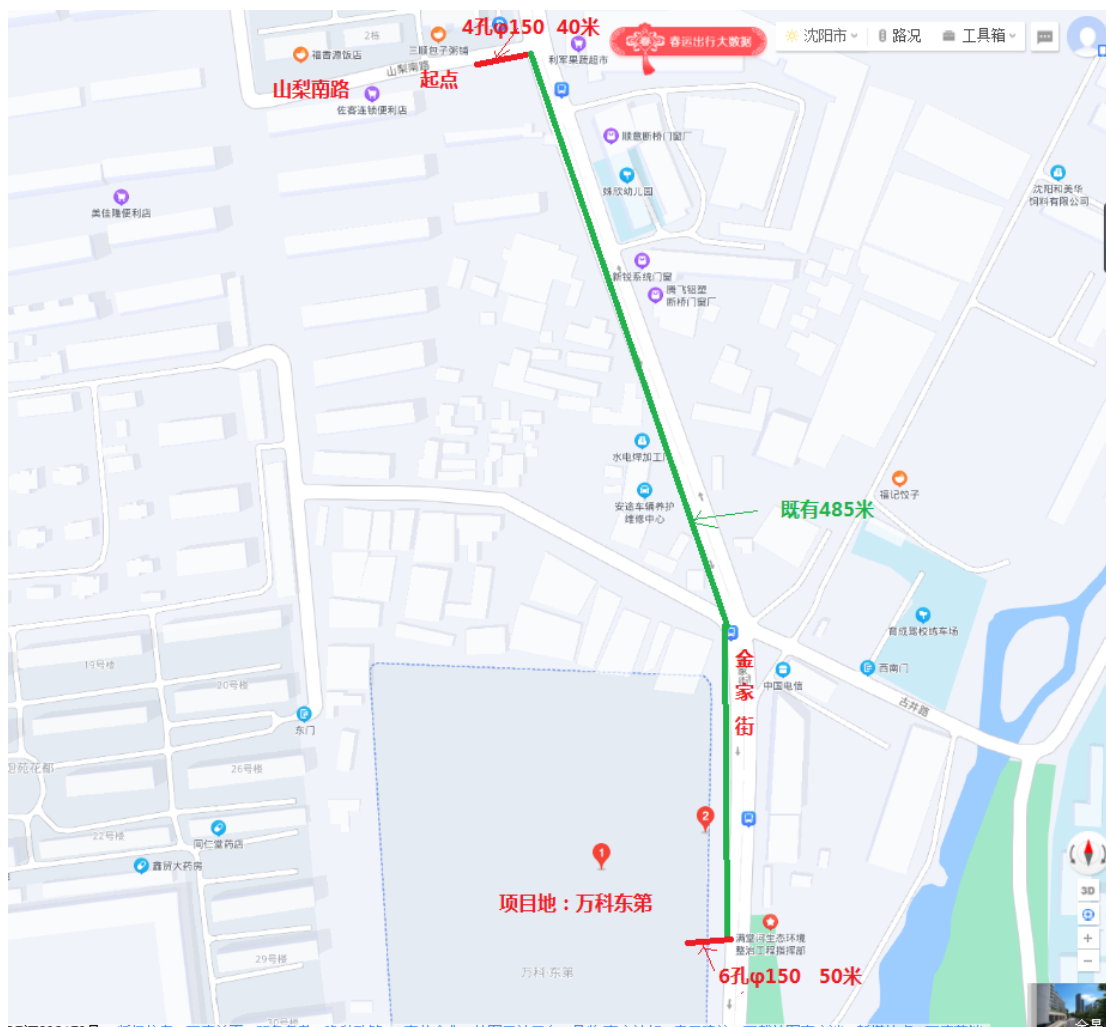 4孔φ150  40米
春运出行大数据
沈阳市
路况
工具箱
2栋
三顺包子粥铺
福香源饭店
利军果蔬超市
山梨南路
山梨南路
起点
佐客连锁便利店
顺意断桥门窗厂
姝欣幼儿园
沈阳和美华
饲料有限公司
美佳隆便利店
新锐系统门窗
腾飞铝塑
断桥门窗厂
水电焊加工厂
福记饺子
安途车辆养护
维修中心
既有485米
育成驾校练车场
金家街
19号楼
20号楼
中国电信
西南门
古井路
东门
26号楼
苑花都
22号楼
同仁堂药店
鑫贸大药房
2
1
项目地：万科东第
3D
满堂河生态环境
整治工程指挥部
29号楼
万科·东第
6孔φ150  50米
全景